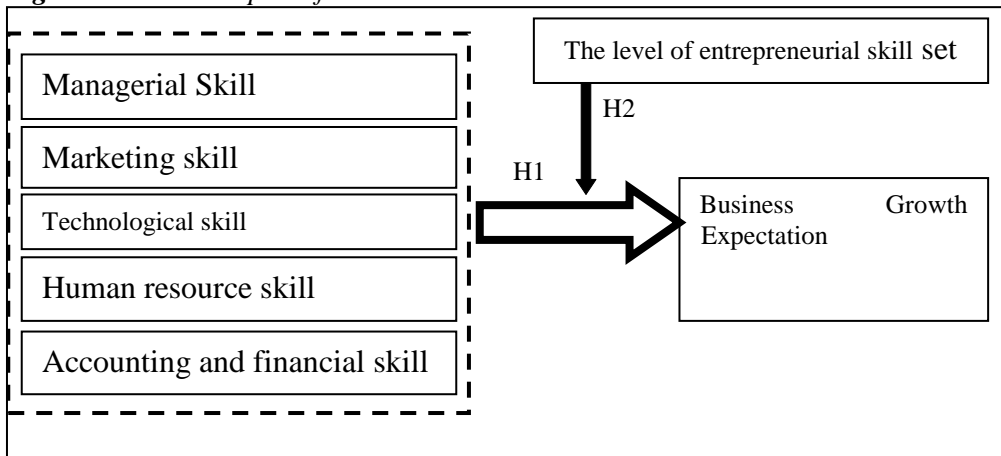 The level of entrepreneurial skill set
Managerial Skill
H2
Marketing skill
H1
Technological skill
Business Growth
Expectation
Human resource skill
Accounting and financial skill